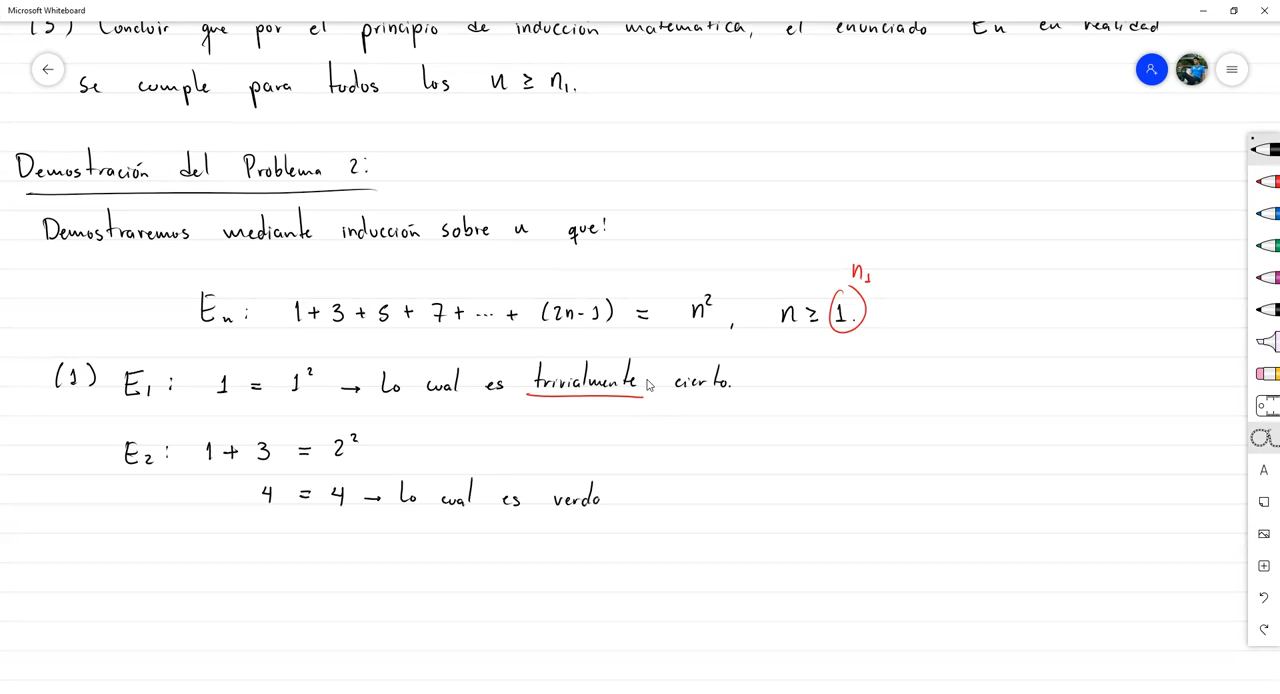 Microsoft Whiteboard
(3) Concluir que por el principio de inducción matemática, el enunciado En en realidad
se cumple para todos los n ≥ n₁.
Demostración del Problema 2:
Demostraremos mediante inducción sobre n que:
n₁
Eₙ: 1 + 3 + 5 + 7 + ... + (2n-1) = n², n ≥ 1.
(1) E₁: 1 = 1² → Lo cual es trivialmente cierto.
E₂: 1 + 3 = 2²
4 = 4 → Lo cual es verdo
A